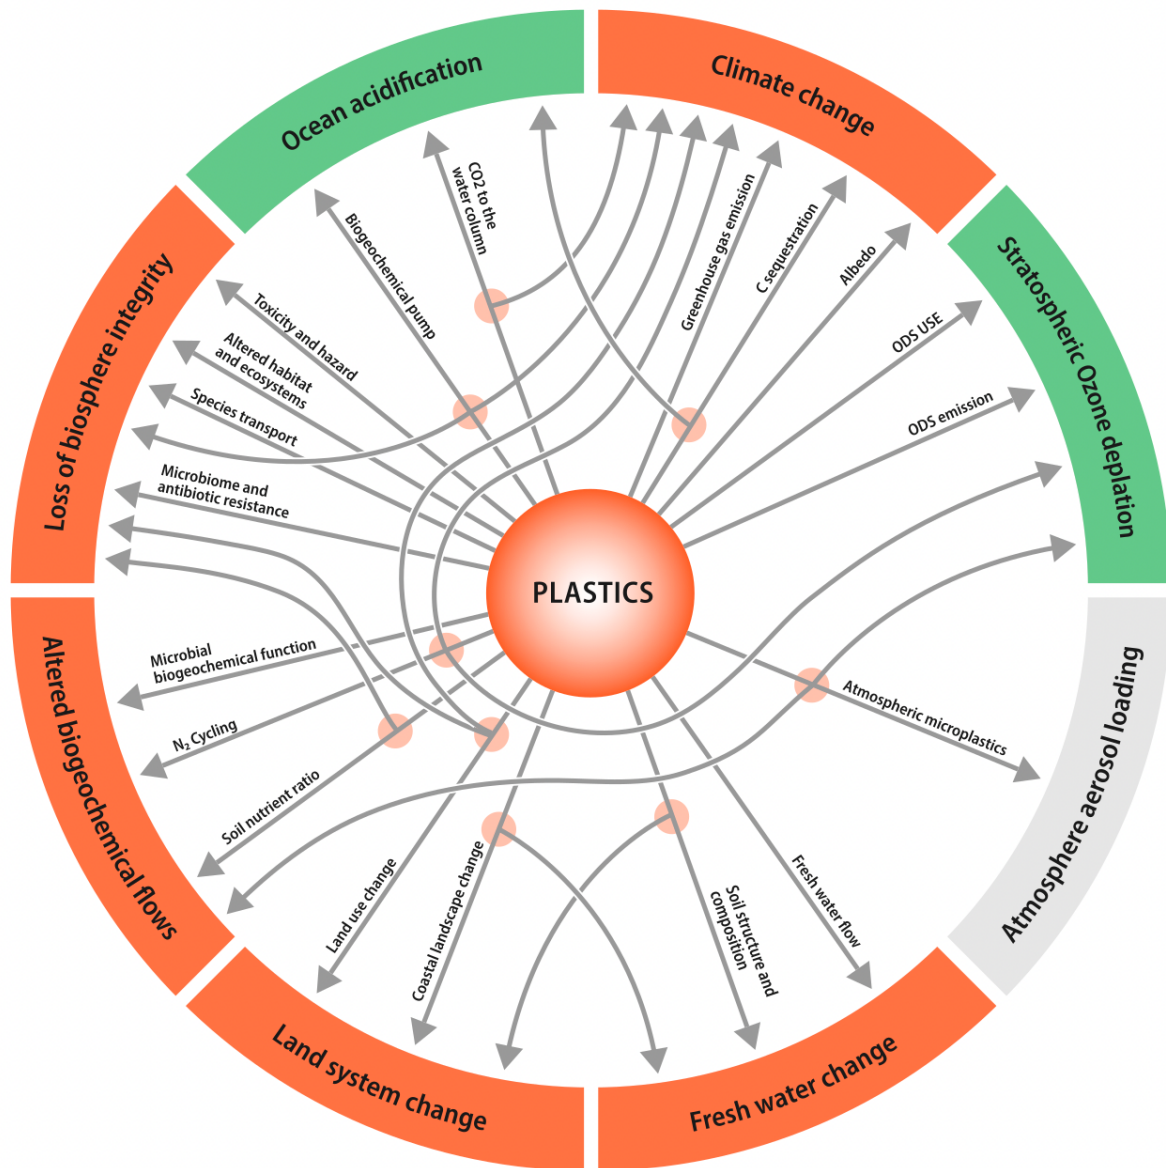 Ocean acidification
Climate change
Stratospheric Ozone deplation
Atmosphere aerosol loading
Fresh water change
Land system change
Altered biogeochemical flows
Loss of biosphere integrity
PLASTICS
Biogeochemical pump
CO2 to the
water column
Greenhouse gas emission
C sequestration
Albedo
ODS USE
ODS emission
Atmospheric microplastics
Fresh water flow
Soil structure and
composition
Coastal landscape change
Land use change
Soil nutrient ratio
N₂ Cycling
Microbial
biogeochemical function
Microbiome and
antibiotic resistance
Species transport
Altered habitat
and ecosystems
Toxicity and hazard